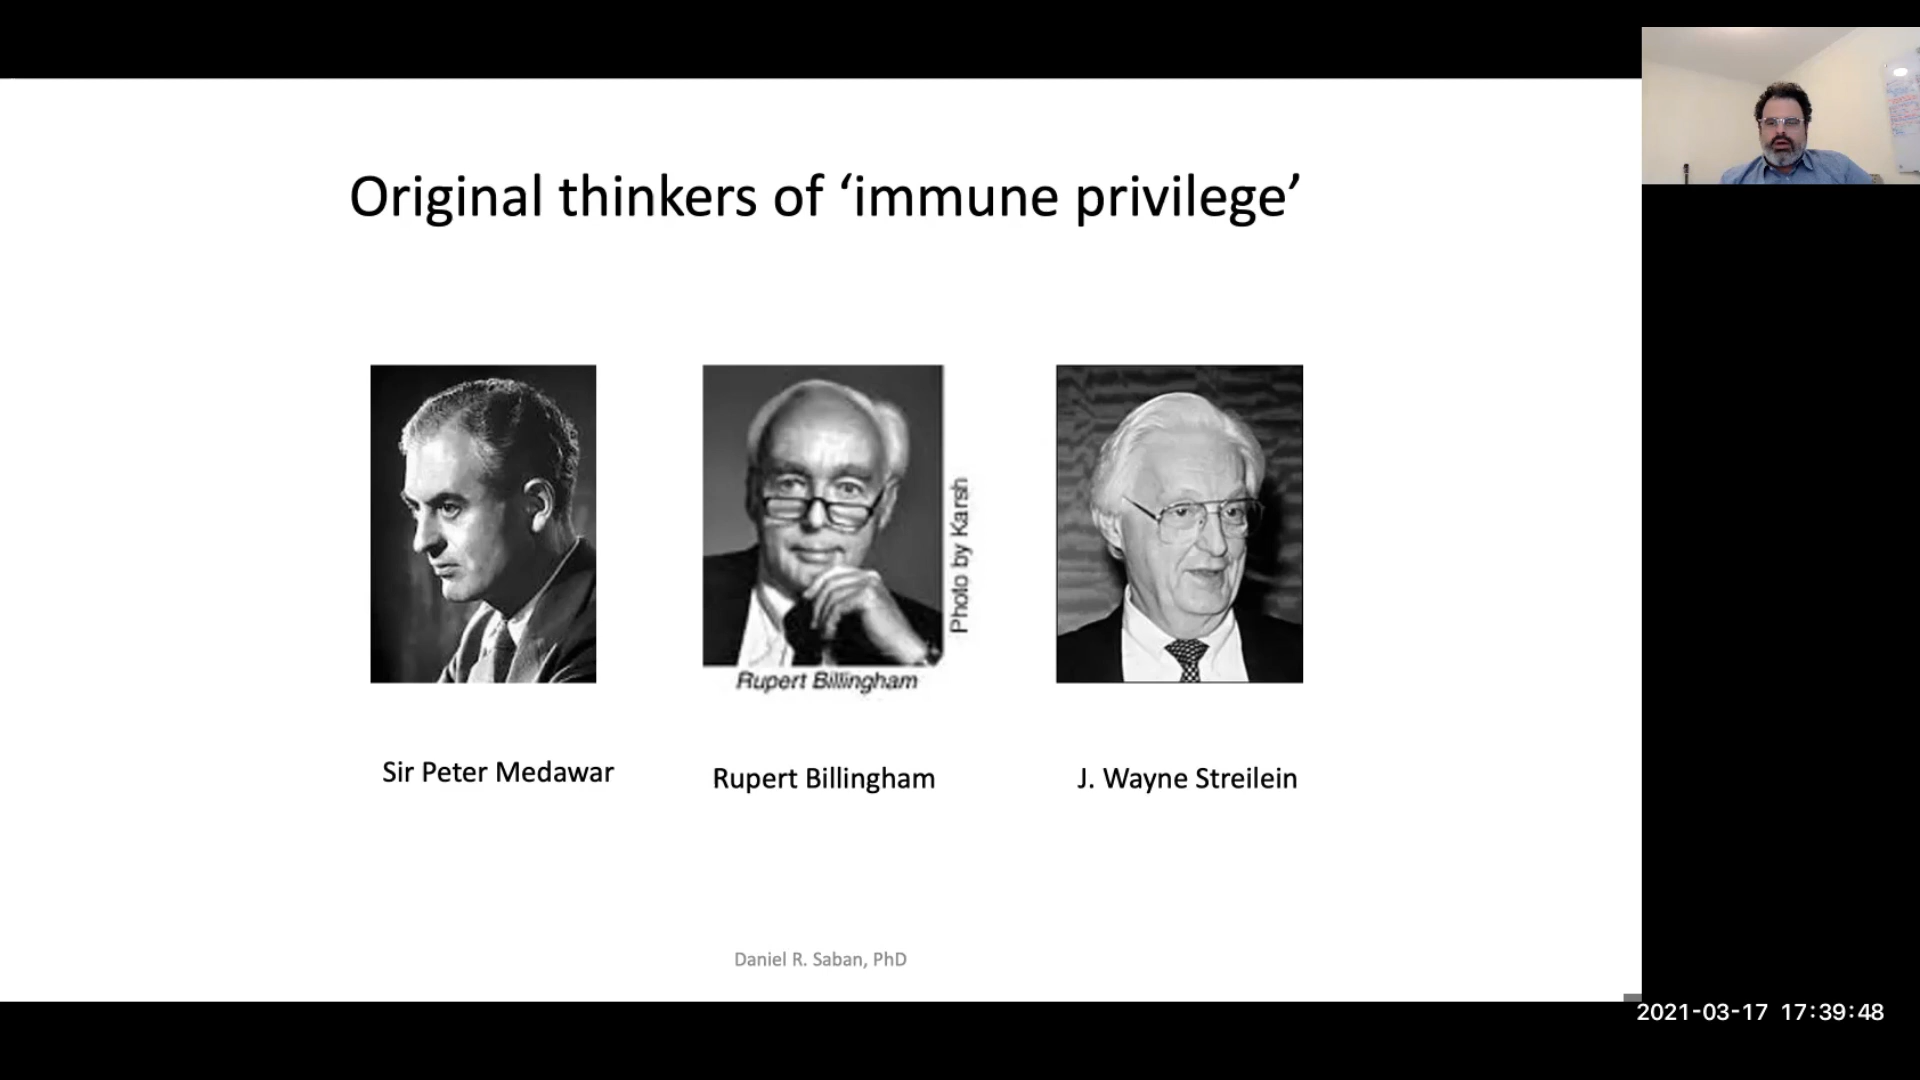 Original thinkers of ‘immune privilege’
Photo by Karsh
Rupert Billingham
Sir Peter Medawar
Rupert Billingham
J. Wayne Streilein
Daniel R. Saban, PhD
2021-03-17 17:39:48